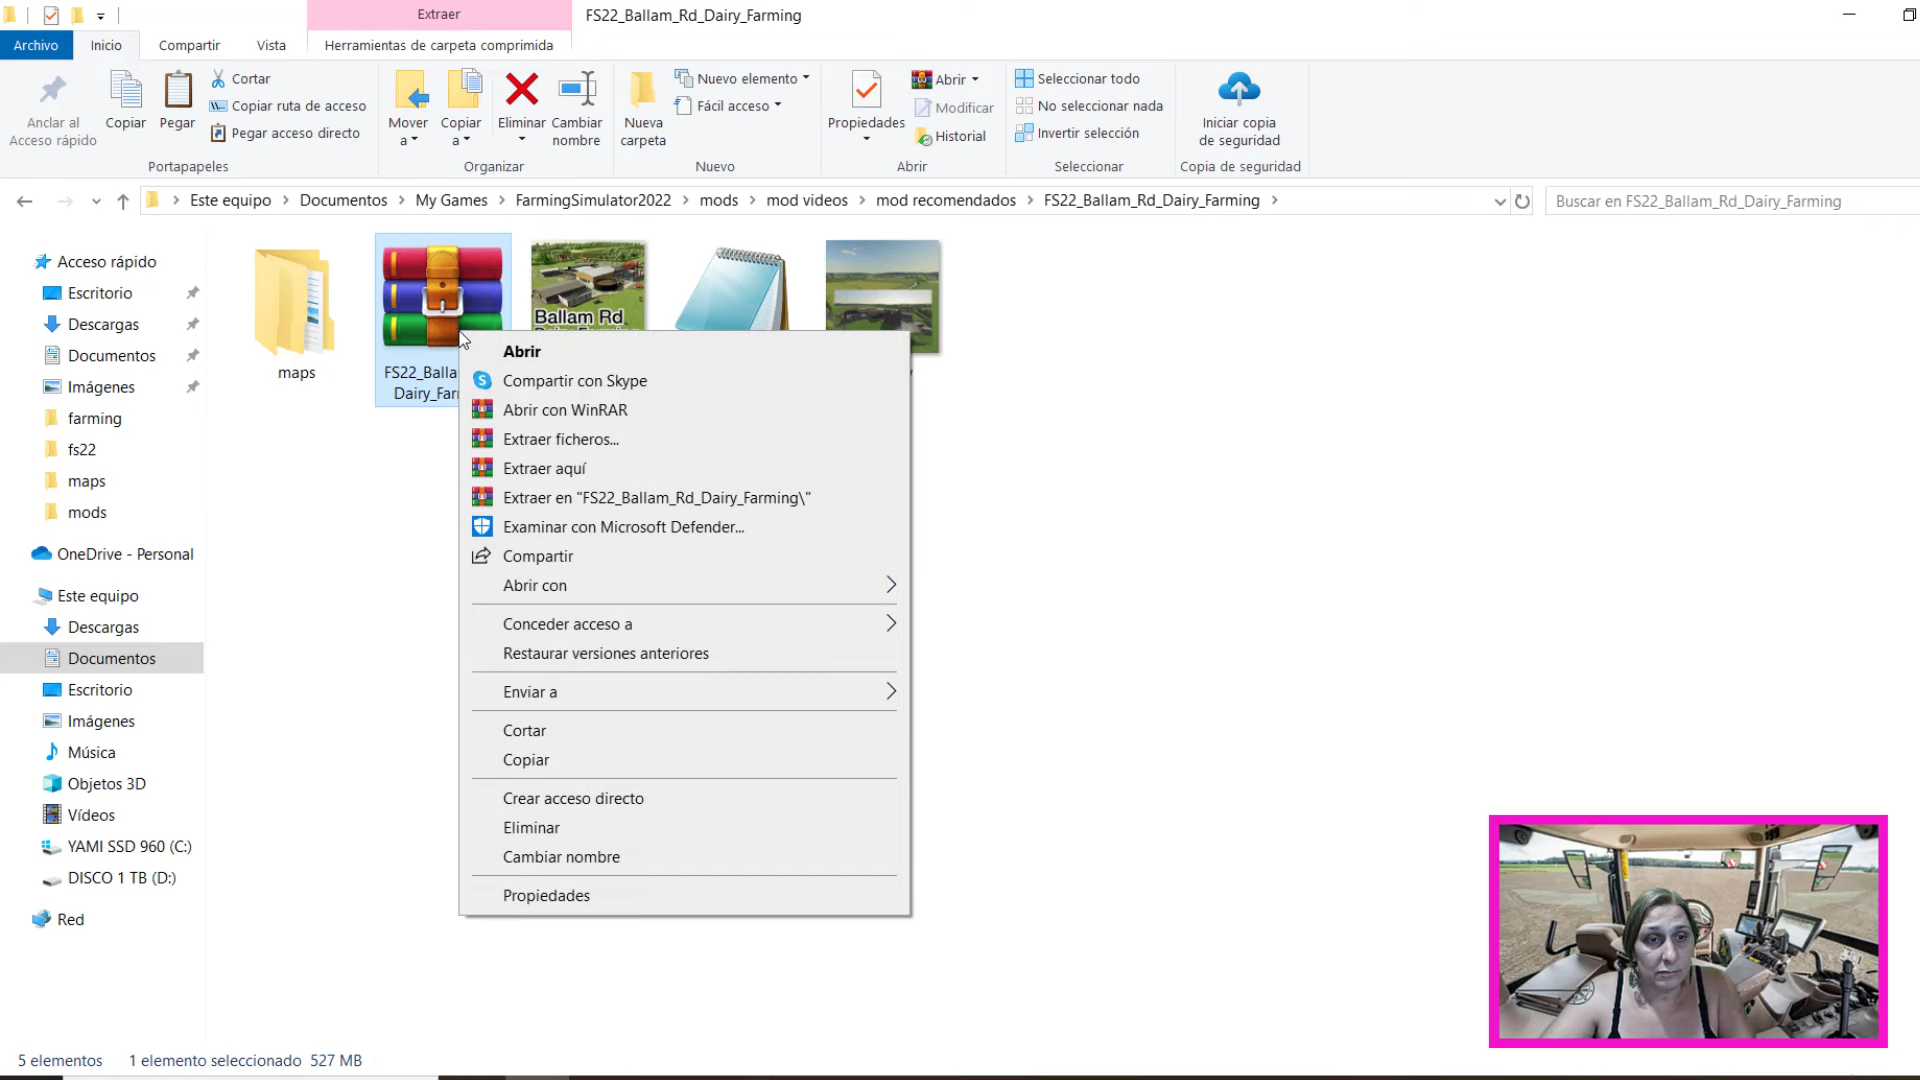 Extraer
FS22_Ballam_Rd_Dairy_Farming
Archivo
Inicio
Compartir
Vista
Herramientas de carpeta comprimida
Anclar al
Acceso rápido
Copiar
Pegar
Cortar
Copiar ruta de acceso
Pegar acceso directo
Portapapeles
Mover
a
Copiar
a
Eliminar
Cambiar
nombre
Organizar
Nueva
carpeta
Nuevo elemento
Fácil acceso
Nuevo
Propiedades
Abrir
Modificar
Historial
Abrir
Seleccionar todo
No seleccionar nada
Invertir selección
Seleccionar
Iniciar copia
de seguridad
Copia de seguridad
Este equipo
Documentos
My Games
FarmingSimulator2022
mods
mod videos
mod recomendados
FS22_Ballam_Rd_Dairy_Farming
Buscar en FS22_Ballam_Rd_Dairy_Farming
Acceso rápido
Escritorio
Descargas
Documentos
Imágenes
farming
fs22
maps
mods
OneDrive - Personal
Este equipo
Descargas
Documentos
Escritorio
Imágenes
Música
Objetos 3D
Vídeos
YAMI SSD 960 (C:)
DISCO 1 TB (D:)
Red
maps
FS22_Balla
Dairy_Far
Ballam Rd
Abrir
Compartir con Skype
Abrir con WinRAR
Extraer ficheros...
Extraer aquí
Extraer en "FS22_Ballam_Rd_Dairy_Farming\"
Examinar con Microsoft Defender...
Compartir
Abrir con
Conceder acceso a
Restaurar versiones anteriores
Enviar a
Cortar
Copiar
Crear acceso directo
Eliminar
Cambiar nombre
Propiedades
5 elementos
1 elemento seleccionado 527 MB